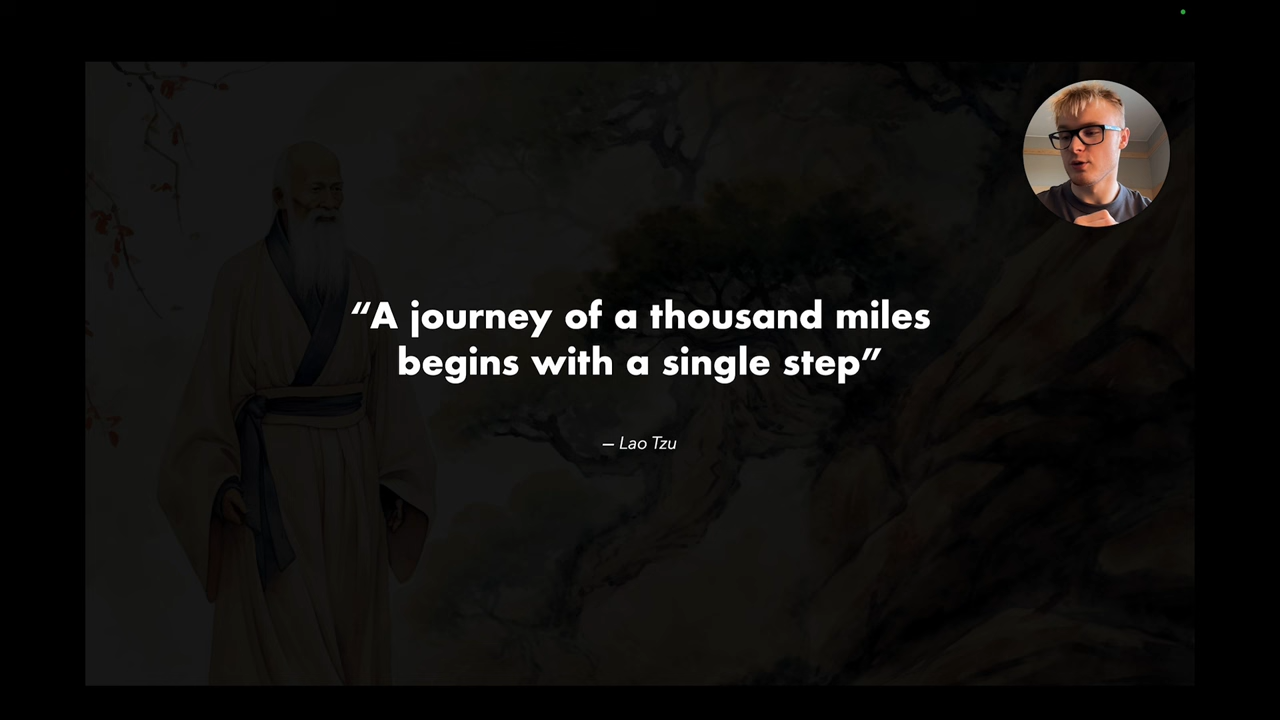 “A journey of a thousand miles
begins with a single step”
– Lao Tzu